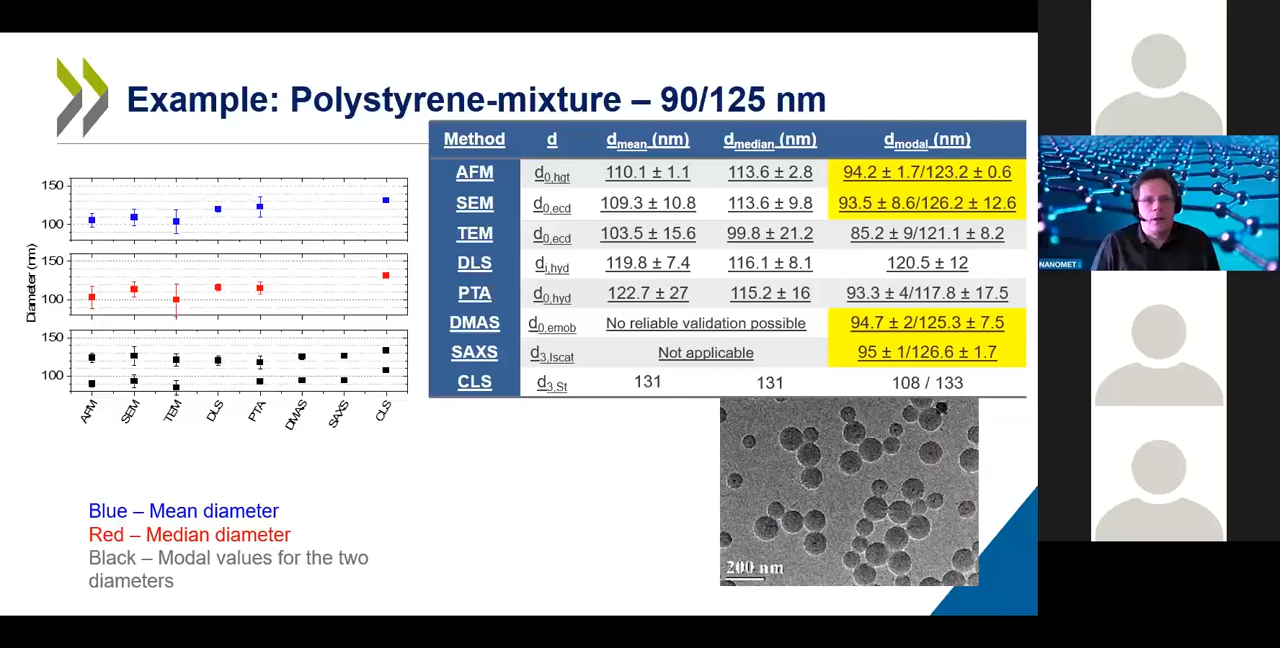 Example: Polystyrene-mixture – 90/125 nm
Method d dmean (nm) dmedian (nm) dmodal (nm)
AFM d0,hgt 110.1 ± 1.1 113.6 ± 2.8 94.2 ± 1.7/123.2 ± 0.6
SEM d0,ecd 109.3 ± 10.8 113.6 ± 9.8 93.5 ± 8.6/126.2 ± 12.6
TEM d0,ecd 103.5 ± 15.6 99.8 ± 21.2 85.2 ± 9/121.1 ± 8.2
DLS di,hyd 119.8 ± 7.4 116.1 ± 8.1 120.5 ± 12
PTA d0,hyd 122.7 ± 27 115.2 ± 16 93.3 ± 4/117.8 ± 17.5
DMAS d0,emob No reliable validation possible 94.7 ± 2/125.3 ± 7.5
SAXS d3,Iscat Not applicable 95 ± 1/126.6 ± 1.7
CLS d3,St 131 131 108 / 133
150
100
150
100
150
100
Diameter (nm)
AFM SEM TEM DLS PTA DMAS SAXS CLS
Blue – Mean diameter
Red – Median diameter
Black – Modal values for the two
diameters
200 nm
NANOMET